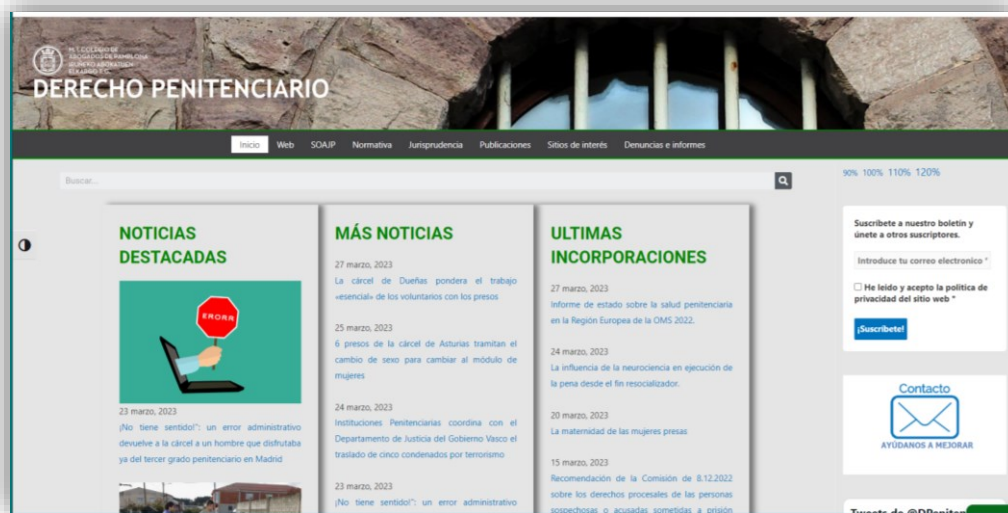 M. I. COLEGIO DE
ABOGADOS DE PAMPLONA
DERECHO PENITENCIARIO
Inicio Web SOAJP Normativa Jurisprudencia Publicaciones Sitios de interés Denuncias e informes
Buscar...
90% 100% 110% 120%
NOTICIAS
DESTACADAS
ERORR
23 marzo, 2023
¡No tiene sentido!": un error administrativo
devuelve a la cárcel a un hombre que disfrutaba
ya del tercer grado penitenciario en Madrid
MÁS NOTICIAS
27 marzo, 2023
La cárcel de Dueñas pondera el trabajo
«esencial» de los voluntarios con los presos
25 marzo, 2023
6 presos de la cárcel de Asturias tramitan el
cambio de sexo para cambiar al módulo de
mujeres
24 marzo, 2023
Instituciones Penitenciarias coordina con el
Departamento de Justicia del Gobierno Vasco el
traslado de cinco condenados por terrorismo
23 marzo, 2023
¡No tiene sentido!": un error administrativo
ULTIMAS
INCORPORACIONES
27 marzo, 2023
Informe de estado sobre la salud penitenciaria
en la Región Europea de la OMS 2022.
24 marzo, 2023
La influencia de la neurociencia en ejecución de
la pena desde el fin resocializador.
20 marzo, 2023
La maternidad de las mujeres presas
15 marzo, 2023
Recomendación de la Comisión de 8.12.2022
sobre los derechos procesales de las personas
sospechosas o acusadas sometidas a prisión
Suscríbete a nuestro boletín y
únete a otros suscriptores.
Introduce tu correo electronico *
He leído y acepto la política de
privacidad del sitio web *
¡Suscríbete!
Contacto
AYÚDANOS A MEJORAR
Tweets de @DPeniten